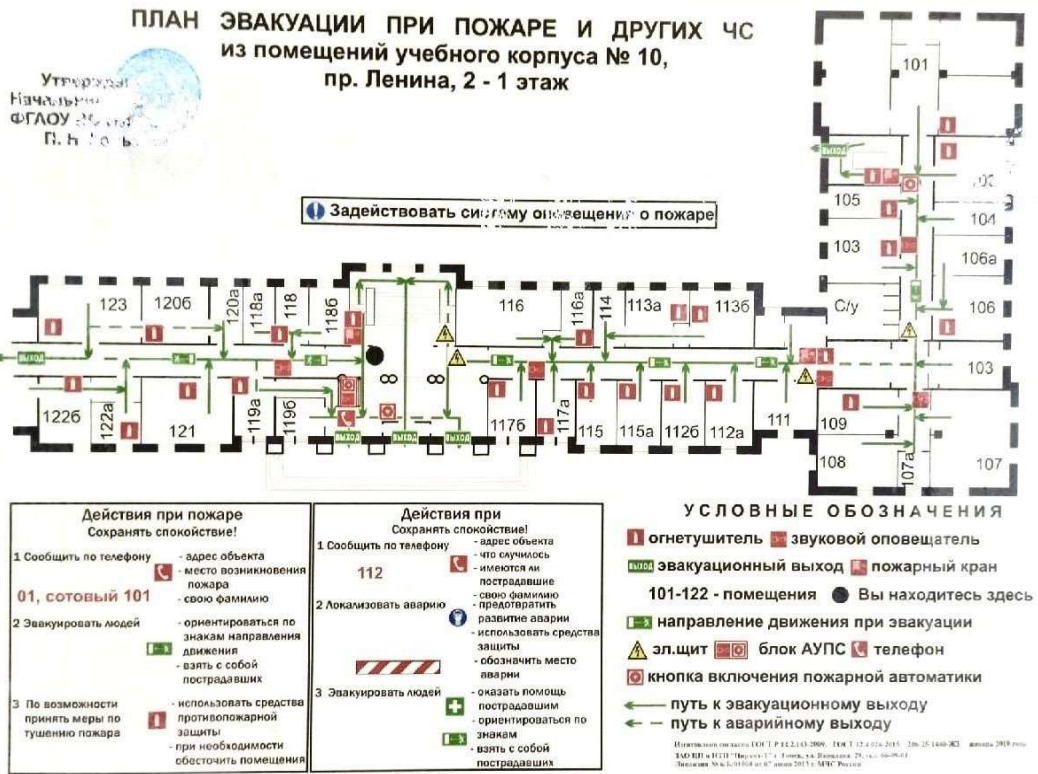 ПЛАН ЭВАКУАЦИИ ПРИ ПОЖАРЕ И ДРУГИХ ЧС
из помещений учебного корпуса № 10,
пр. Ленина, 2 - 1 этаж
ФГАОУ
Задействовать систему оповещения о пожаре
101
ВЫХОД
105
104
103
106а
С/у
106
103
109
108
107а
107
123
120б
120а
118а
118
118б
116
116а
114
113а
113б
ВЫХОД
122б
122а
121
119а
119б
ВЫХОД
ВЫХОД
ВЫХОД
117б
117а
115
115а
112б
112а
111
Действия при пожаре
Сохранять спокойствие!
1 Сообщить по телефону
- адрес объекта
- место возникновения
пожара
- свою фамилию
01, сотовый 101
2 Эвакуировать людей
- ориентироваться по
знакам направления
движения
- взять с собой
пострадавших
3 По возможности
принять меры по
тушению пожара
- использовать средства
противопожарной
защиты
- при необходимости
обесточить помещения
Действия при
Сохранять спокойствие!
1 Сообщить по телефону
- адрес объекта
- что случилось
- имеются ли
пострадавшие
- свою фамилию
112
2 Локализовать аварию
- предотвратить
развитие аварии
- использовать средства
защиты
- обозначить место
аварии
3 Эвакуировать людей
- оказать помощь
пострадавшим
- ориентироваться по
знакам
- взять с собой
пострадавших
УСЛОВНЫЕ ОБОЗНАЧЕНИЯ
огнетушитель звуковой оповещатель
ВЫХОД эвакуационный выход пожарный кран
101-122 - помещения Вы находитесь здесь
направление движения при эвакуации
эл.щит блок АУПС телефон
кнопка включения пожарной автоматики
путь к эвакуационному выходу
путь к аварийному выходу